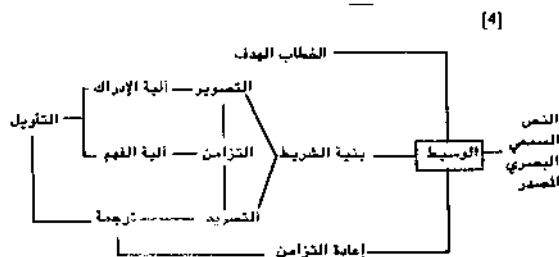 [4]
الخطاب الهدف
التصوير
آلية الإدراك
التأويل
النص
السمعي
البصري
المصدر
الوسيط
بنية الشريط
التزامن
آلية الفهم
التسريد
ترجمة
إعادة التزامن